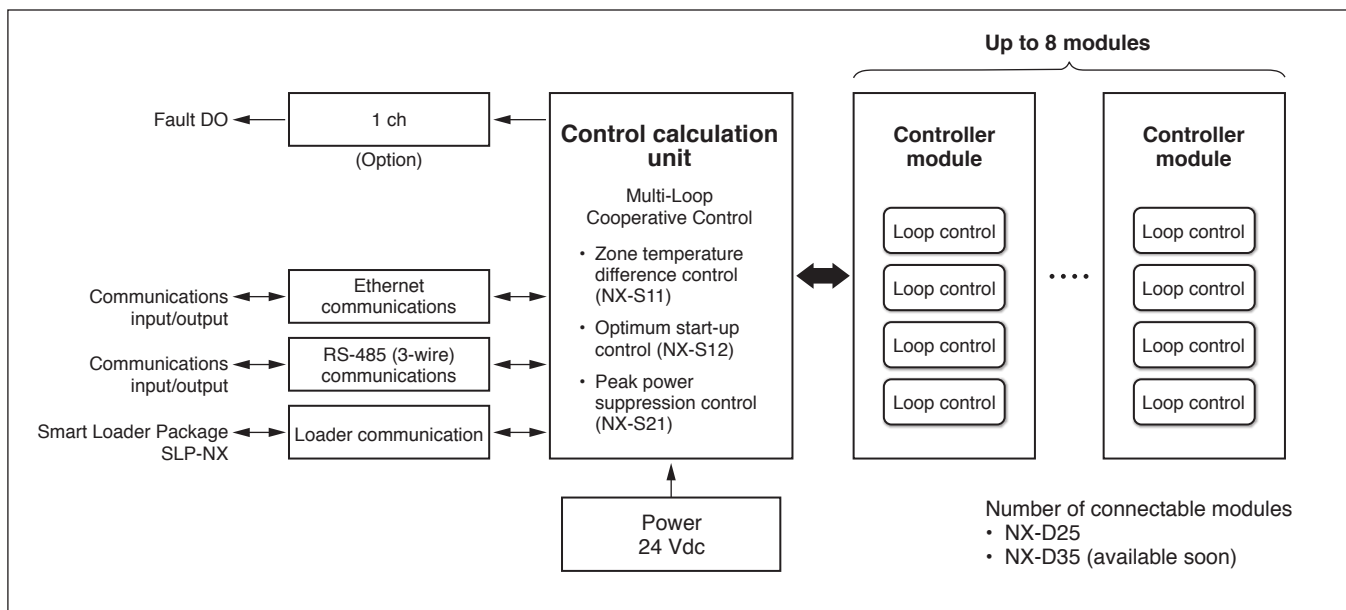 Up to 8 modules
Fault DO
1 ch
(Option)
Control calculation
unit
Multi-Loop
Cooperative Control
• Zone temperature
difference control
(NX-S11)
• Optimum start-up
control (NX-S12)
• Peak power
suppression control
(NX-S21)
Communications
input/output
Ethernet
communications
Communications
input/output
RS-485 (3-wire)
communications
Smart Loader Package
SLP-NX
Loader communication
Power
24 Vdc
Controller
module
Loop control
Loop control
Loop control
Loop control
Controller
module
Loop control
Loop control
Loop control
Loop control
Number of connectable modules
• NX-D25
• NX-D35 (available soon)